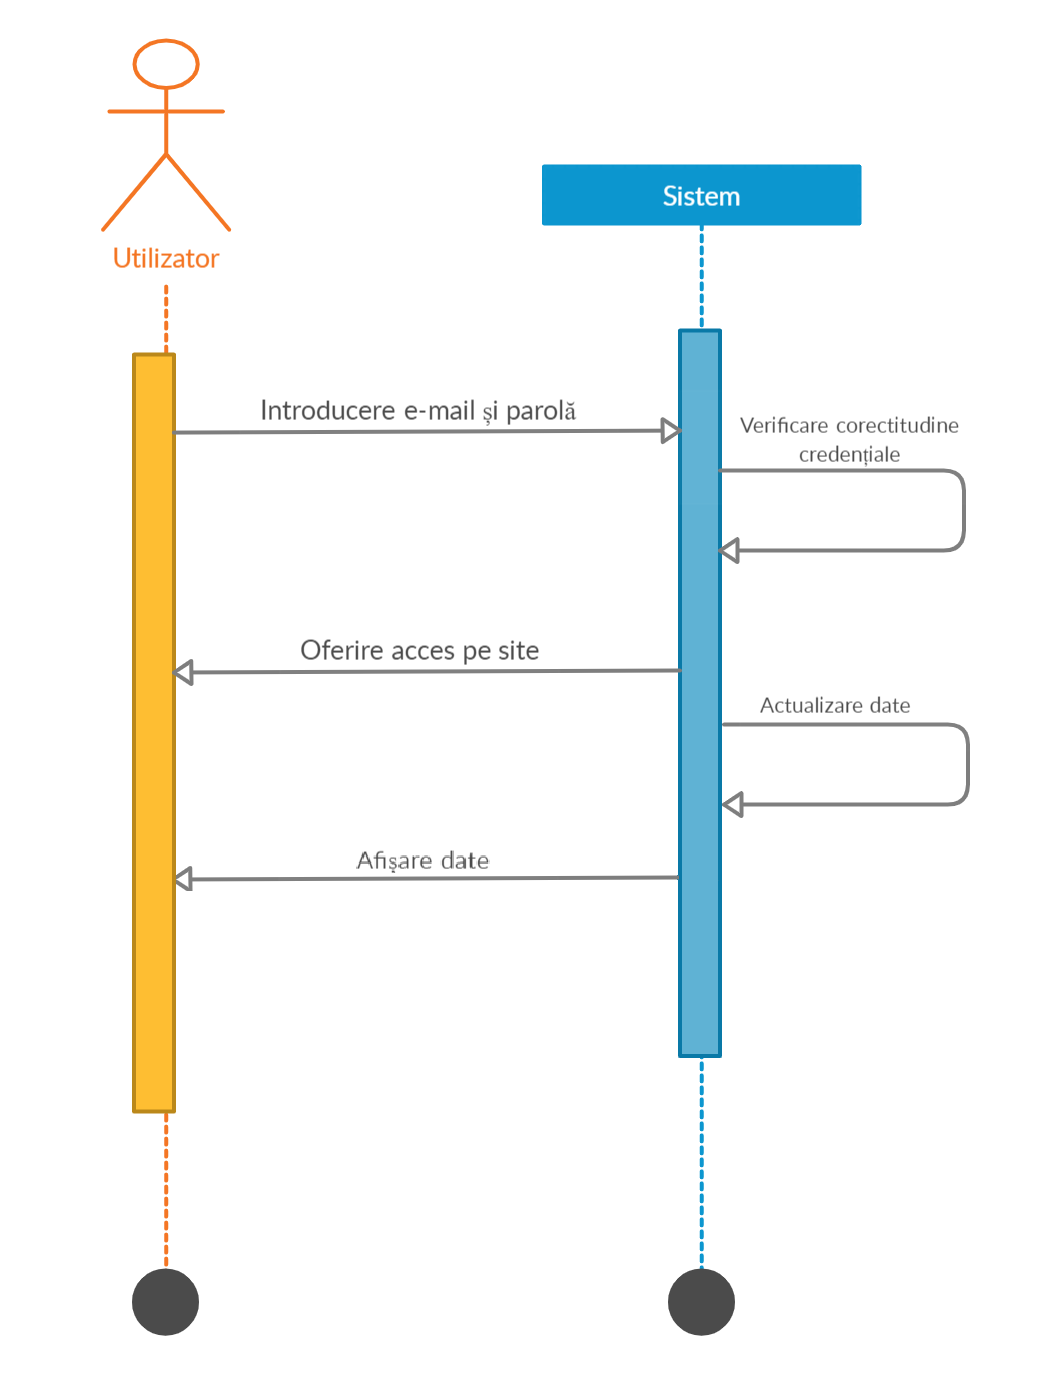 Utilizator
Sistem
Introducere e-mail și parolă
Verificare corectitudine
credențiale
Oferire acces pe site
Actualizare date
Afișare date